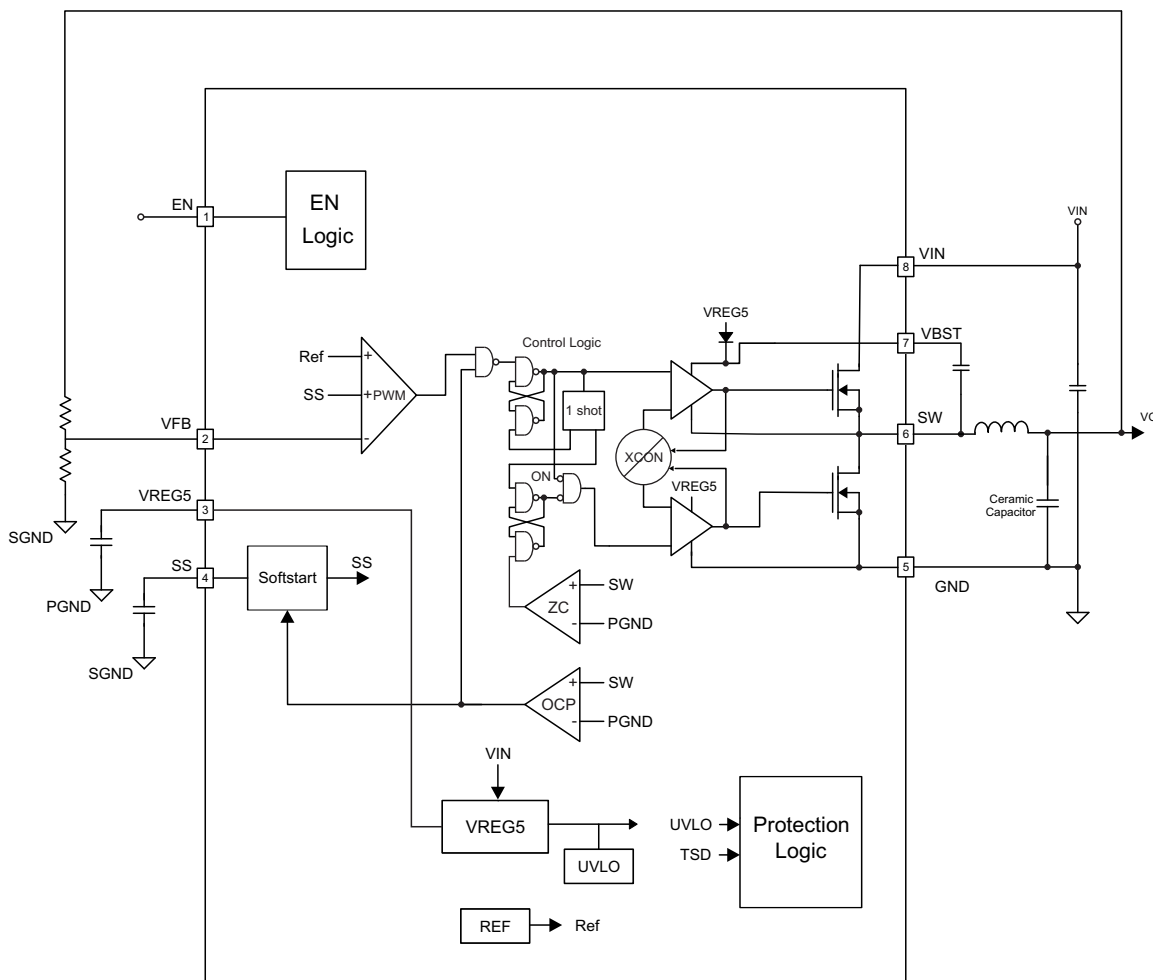 EN
1
EN
Logic
VIN
8
VIN
VREG5
7
VBST
Control Logic
Ref
+
SS
+
PWM
-
1 shot
VFB
2
6
SW
XCON
ON
VREG5
VREG5
3
SGND
Ceramic
Capacitor
SS
4
Softstart
SS
5
GND
PGND
+
SW
ZC
-
PGND
SGND
+
SW
OCP
-
PGND
VIN
VREG5
UVLO
UVLO
TSD
Protection
Logic
REF
Ref